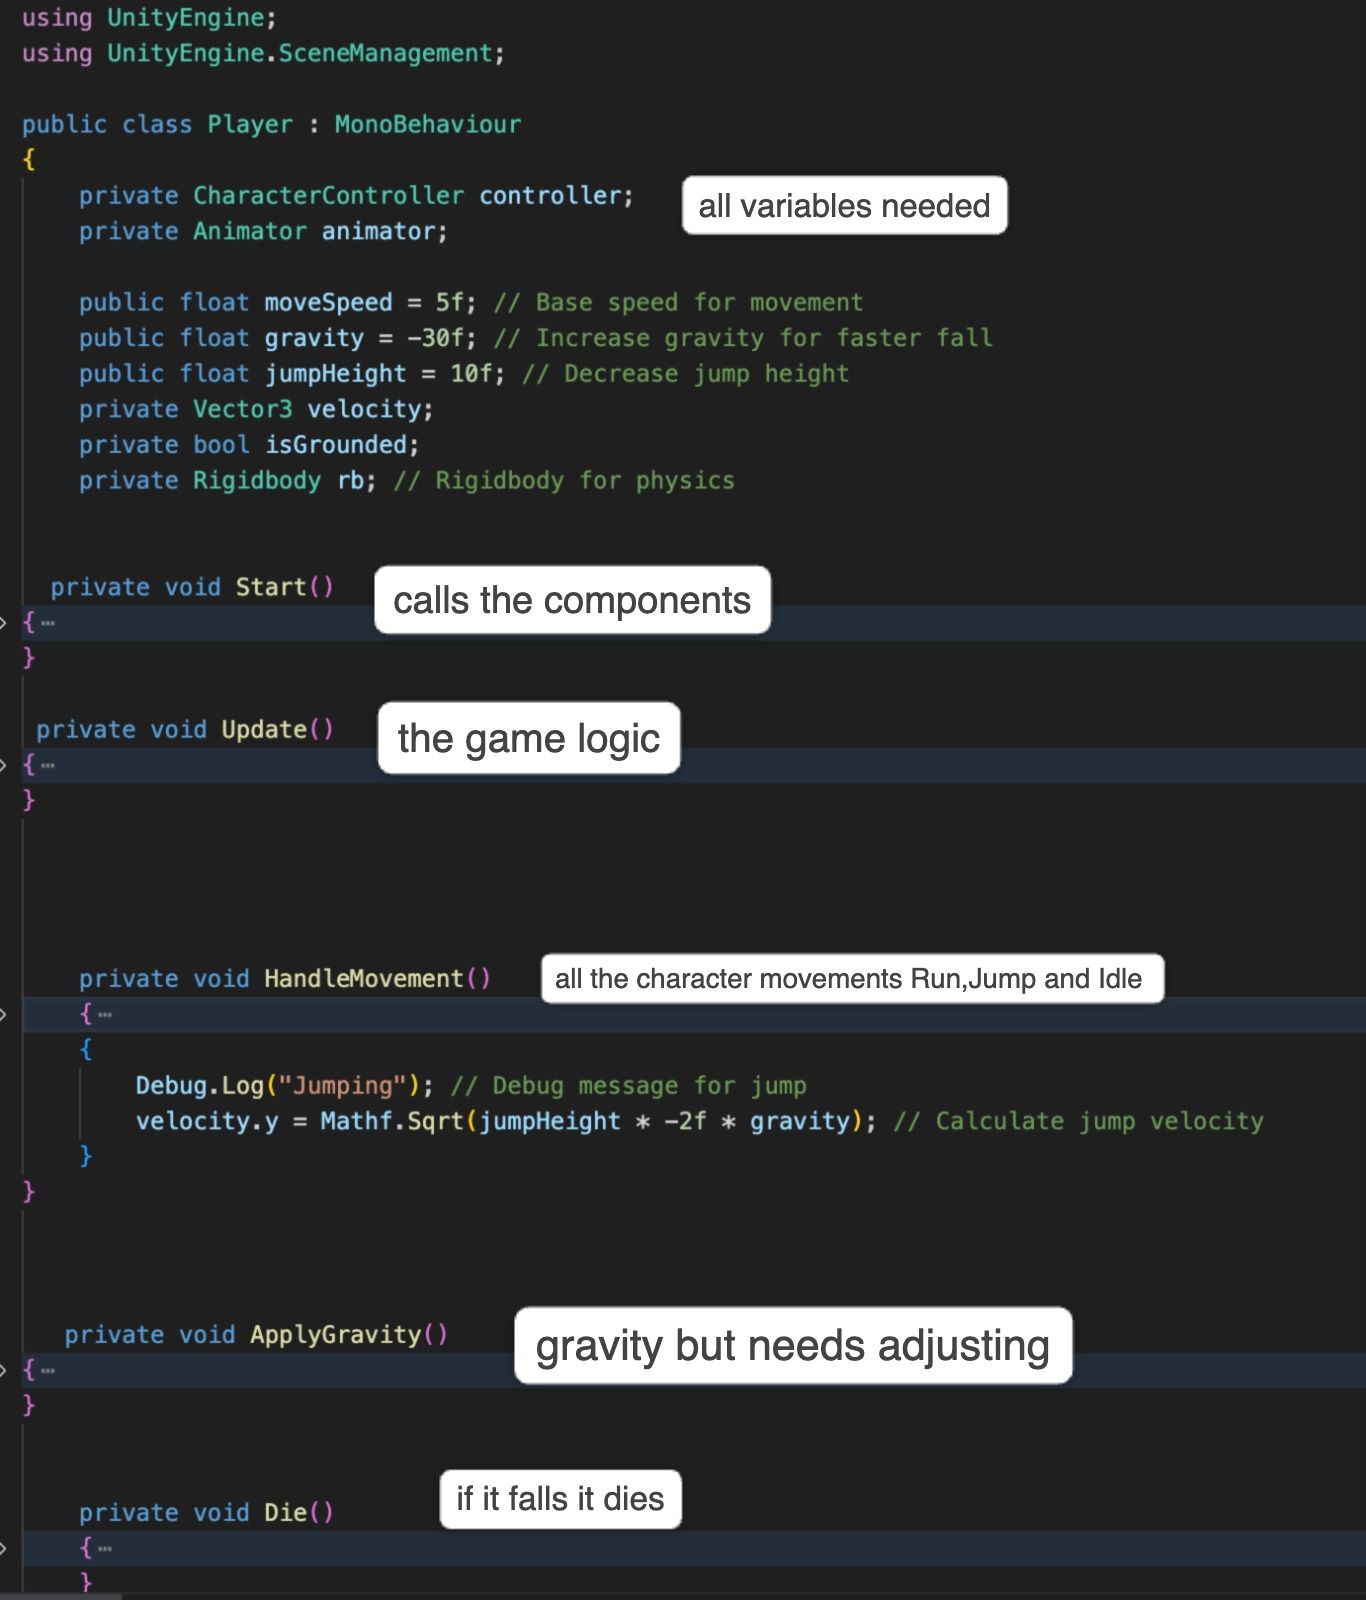 using UnityEngine;
using UnityEngine.SceneManagement;
public class Player : MonoBehaviour
{
private CharacterController controller;
all variables needed
private Animator animator;
public float moveSpeed = 5f; // Base speed for movement
public float gravity = -30f; // Increase gravity for faster fall
public float jumpHeight = 10f; // Decrease jump height
private Vector3 velocity;
private bool isGrounded;
private Rigidbody rb; // Rigidbody for physics
private void Start()
calls the components
{ ⋯
}
private void Update()
the game logic
{ ⋯
}
private void HandleMovement()
all the character movements Run,Jump and Idle
{ ⋯
{
Debug.Log("Jumping"); // Debug message for jump
velocity.y = Mathf.Sqrt(jumpHeight * -2f * gravity); // Calculate jump velocity
}
}
private void ApplyGravity()
gravity but needs adjusting
{ ⋯
}
if it falls it dies
private void Die()
{ ⋯
}